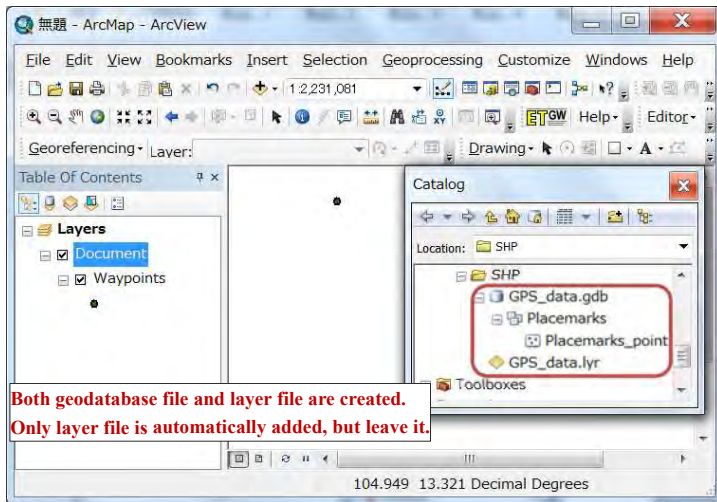 無題 - ArcMap - ArcView
File Edit View Bookmarks Insert Selection Geoprocessing Customize Windows Help
1:2,231,081
ETGW Help Editor
Georeferencing Layer: Drawing A
Table Of Contents
Catalog
Layers
Location: SHP
Document
SHP
Waypoints
GPS_data.gdb
Placemarks
Placemarks_point
GPS_data.lyr
Toolboxes
Both geodatabase file and layer file are created.
Only layer file is automatically added, but leave it.
104.949 13.321 Decimal Degrees